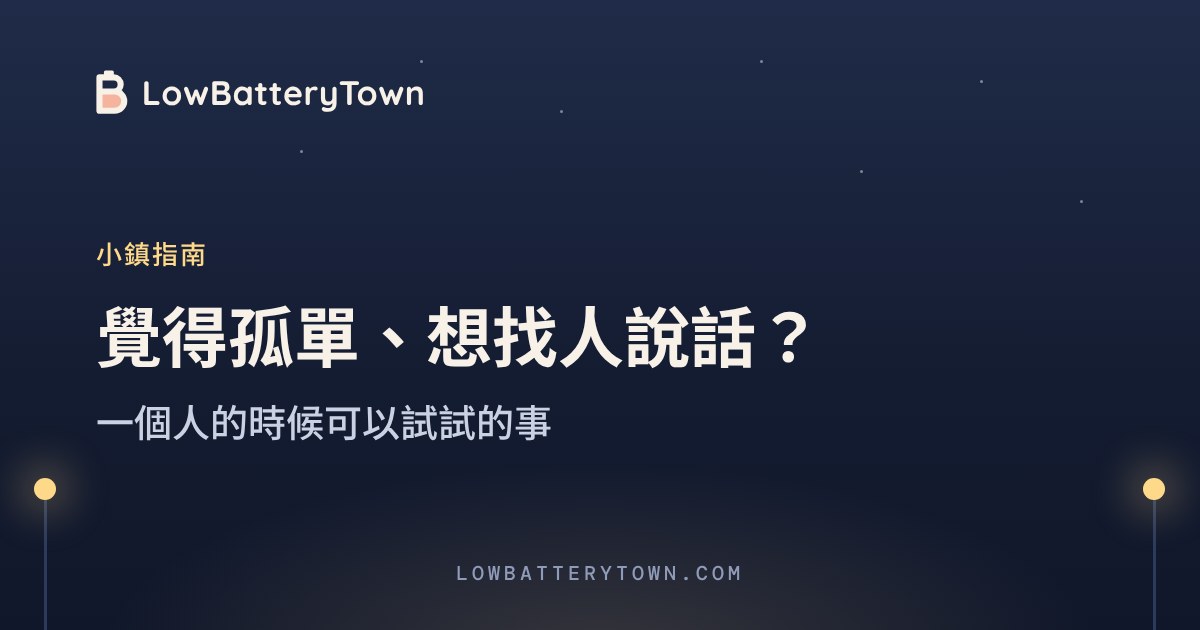 LowBatteryTown
小鎮指南
覺得孤單、想找人說話？
一個人的時候可以試試的事
LOWBATTERYTOWN.COM